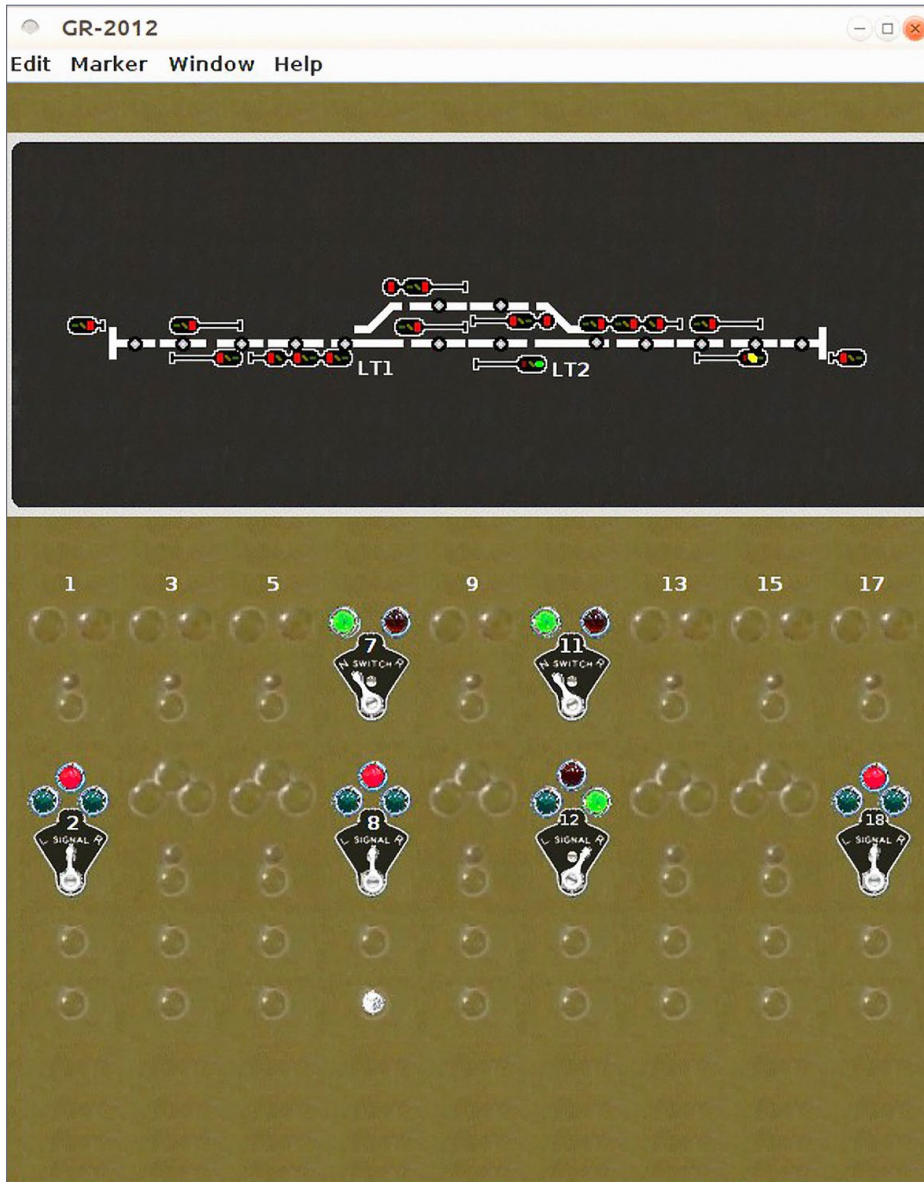 GR-2012
Edit Marker Window Help
LT1 LT2
1 3 5 9 13 15 17
7 11
N SWITCH R N SWITCH R
2 8 12 18
L SIGNAL R L SIGNAL R L SIGNAL R L SIGNAL R